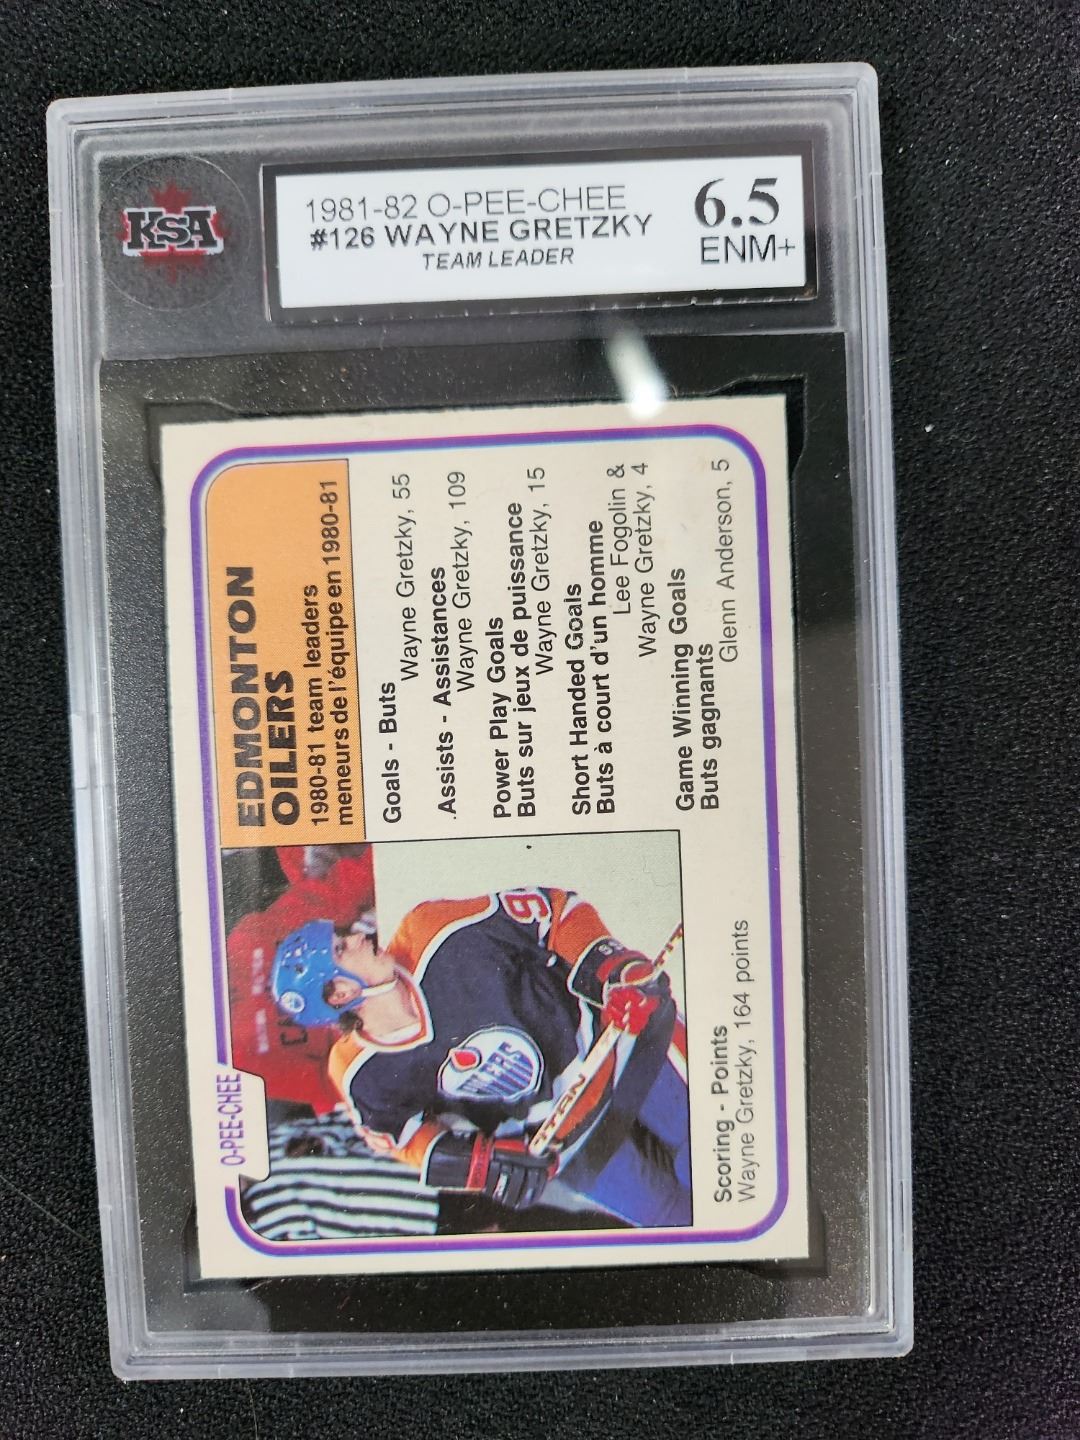 KSA
1981-82 O-PEE-CHEE
#126 WAYNE GRETZKY
TEAM LEADER
6.5
ENM+
O-PEE-CHEE
EDMONTON
OILERS
1980-81 team leaders
meneurs de l'équipe en 1980-81
Goals - Buts
Wayne Gretzky, 55
Assists - Assistances
Wayne Gretzky, 109
Power Play Goals
Buts sur jeux de puissance
Wayne Gretzky, 15
Short Handed Goals
Buts à court d'un homme
Lee Fogolin &
Wayne Gretzky, 4
Game Winning Goals
Buts gagnants
Glenn Anderson, 5
Scoring - Points
Wayne Gretzky, 164 points
OILERS
TITAN
9